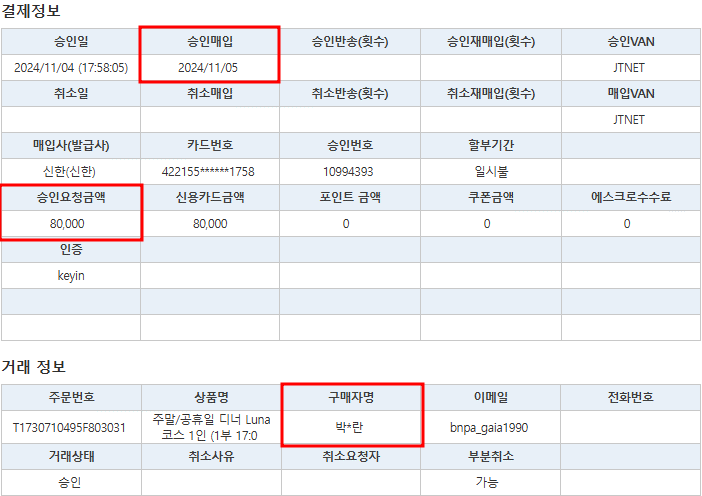 결제정보
승인일 승인매입 승인반송(횟수) 승인재매입(횟수) 승인VAN
2024/11/04 (17:58:05) 2024/11/05 JTNET
취소일 취소매입 취소반송(횟수) 취소재매입(횟수) 매입VAN
JTNET
매입사(발급사) 카드번호 승인번호 할부기간
신한(신한) 422155******1758 10994393 일시불
승인요청금액 신용카드금액 포인트 금액 쿠폰금액 에스크로수수료
80,000 80,000 0 0 0
인증
keyin
거래 정보
주문번호 상품명 구매자명 이메일 전화번호
T1730710495F803031 주말/공휴일 디너 Luna 코스 1인 (1부 17:0 박*란 bnpa_gaia1990
거래상태 취소사유 취소요청자 부분취소
승인 가능